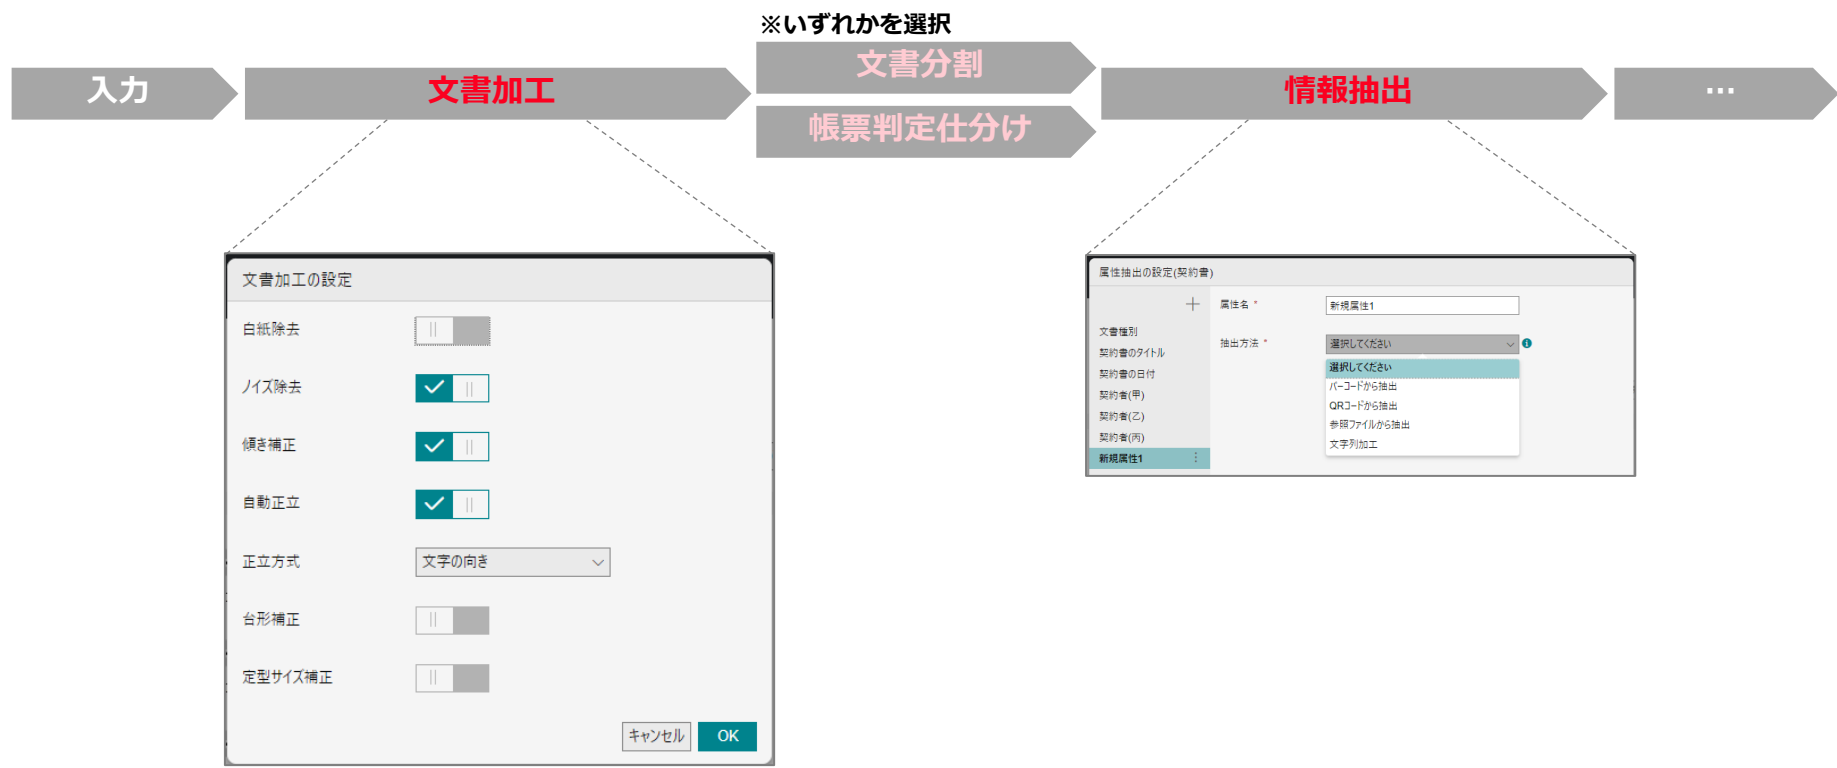 ※いずれかを選択
入力
文書加工
文書分割
帳票判定仕分け
情報抽出
…
文書加工の設定
白紙除去
ノイズ除去
傾き補正
自動正立
正立方式
文字の向き
台形補正
定型サイズ補正
キャンセル
OK
属性抽出の設定(契約書)
属性名 *
新規属性1
文書種別
契約書のタイトル
契約書の日付
契約者(甲)
契約者(乙)
契約者(丙)
新規属性1
抽出方法 *
選択してください
選択してください
バーコードから抽出
QRコードから抽出
参照ファイルから抽出
文字列加工